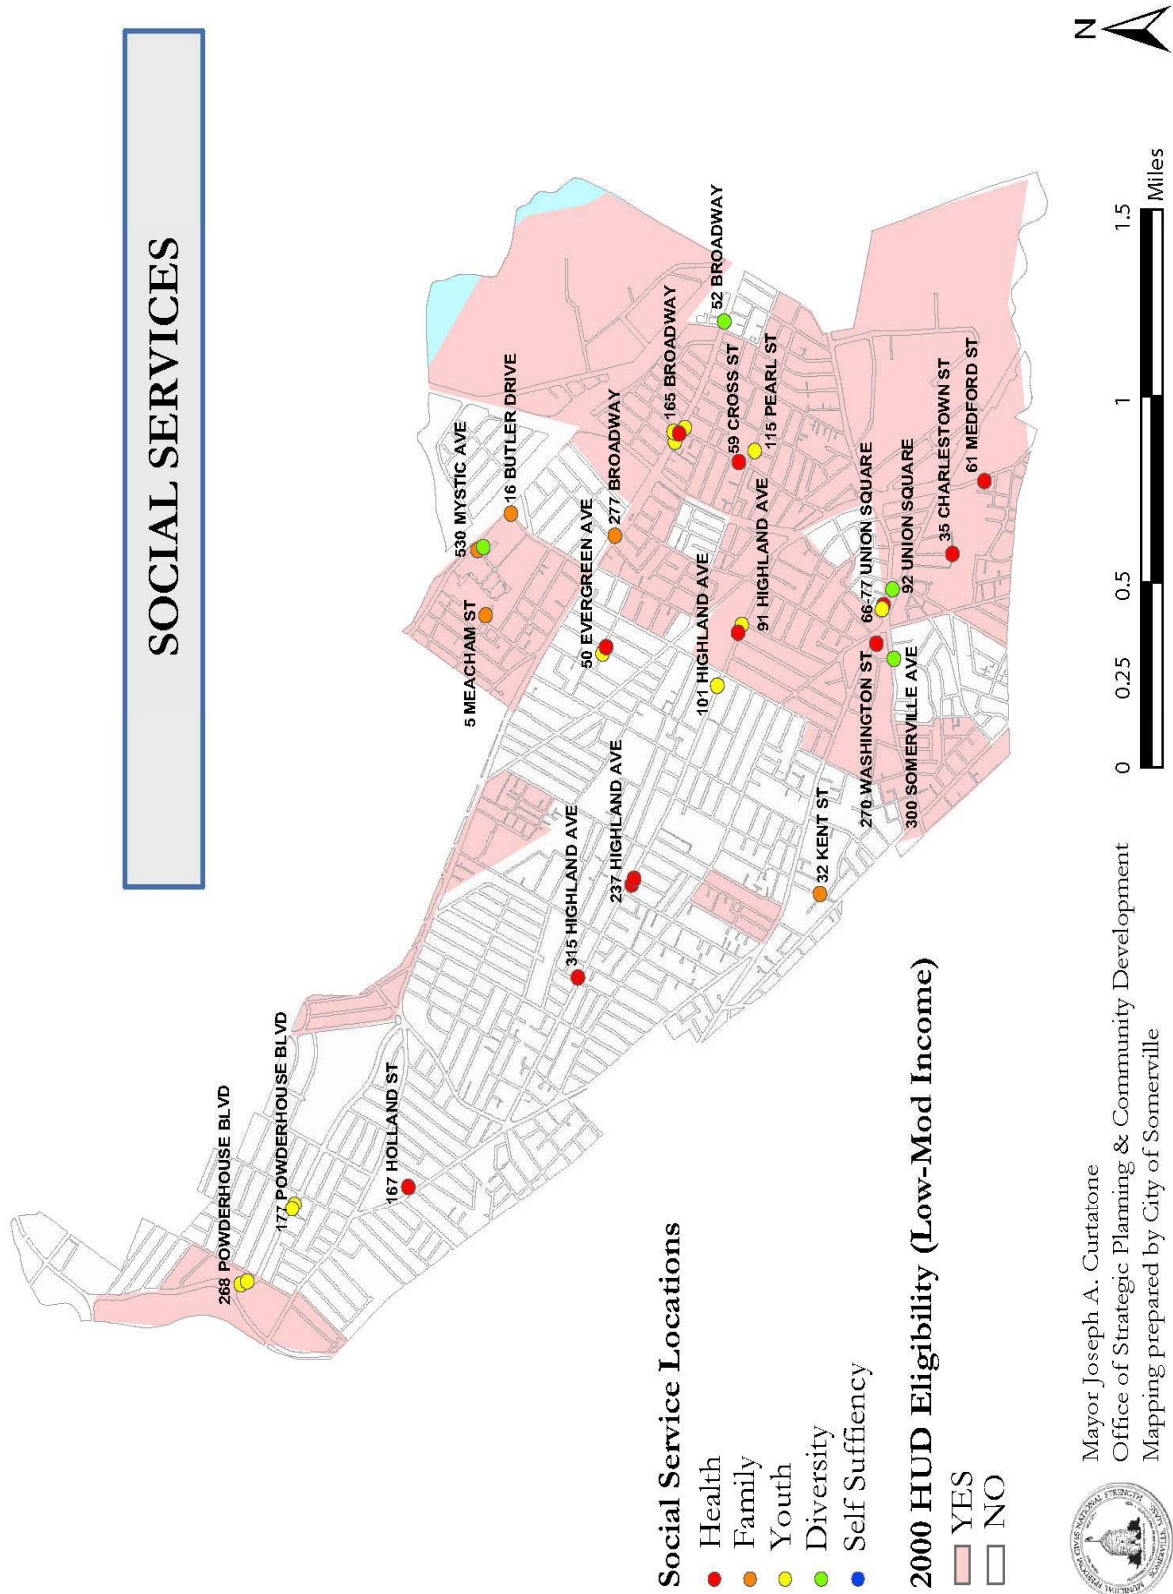 SOCIAL SERVICES
N
530 MYSTIC AVE
16 BUTLER DRIVE
5 MEACHAM ST
277 BROADWAY
50 EVERGREEN AVE
165 BROADWAY
52 BROADWAY
59 CROSS ST
115 PEARL ST
101 HIGHLAND AVE
91 HIGHLAND AVE
66-77 UNION SQUARE
92 UNION SQUARE
35 CHARLESTOWN ST
61 MEDFORD ST
270 WASHINGTON ST
300 SOMERVILLE AVE
32 KENT ST
237 HIGHLAND AVE
315 HIGHLAND AVE
167 HOLLAND ST
177 POWDERHOUSE BLVD
268 POWDERHOUSE BLVD
Social Service Locations
Health
Family
Youth
Diversity
Self Suffiency
2000 HUD Eligibility (Low-Mod Income)
YES
NO
0 0.25 0.5 1 1.5
Miles
Mayor Joseph A. Curtatone
Office of Strategic Planning & Community Development
Mapping prepared by City of Somerville